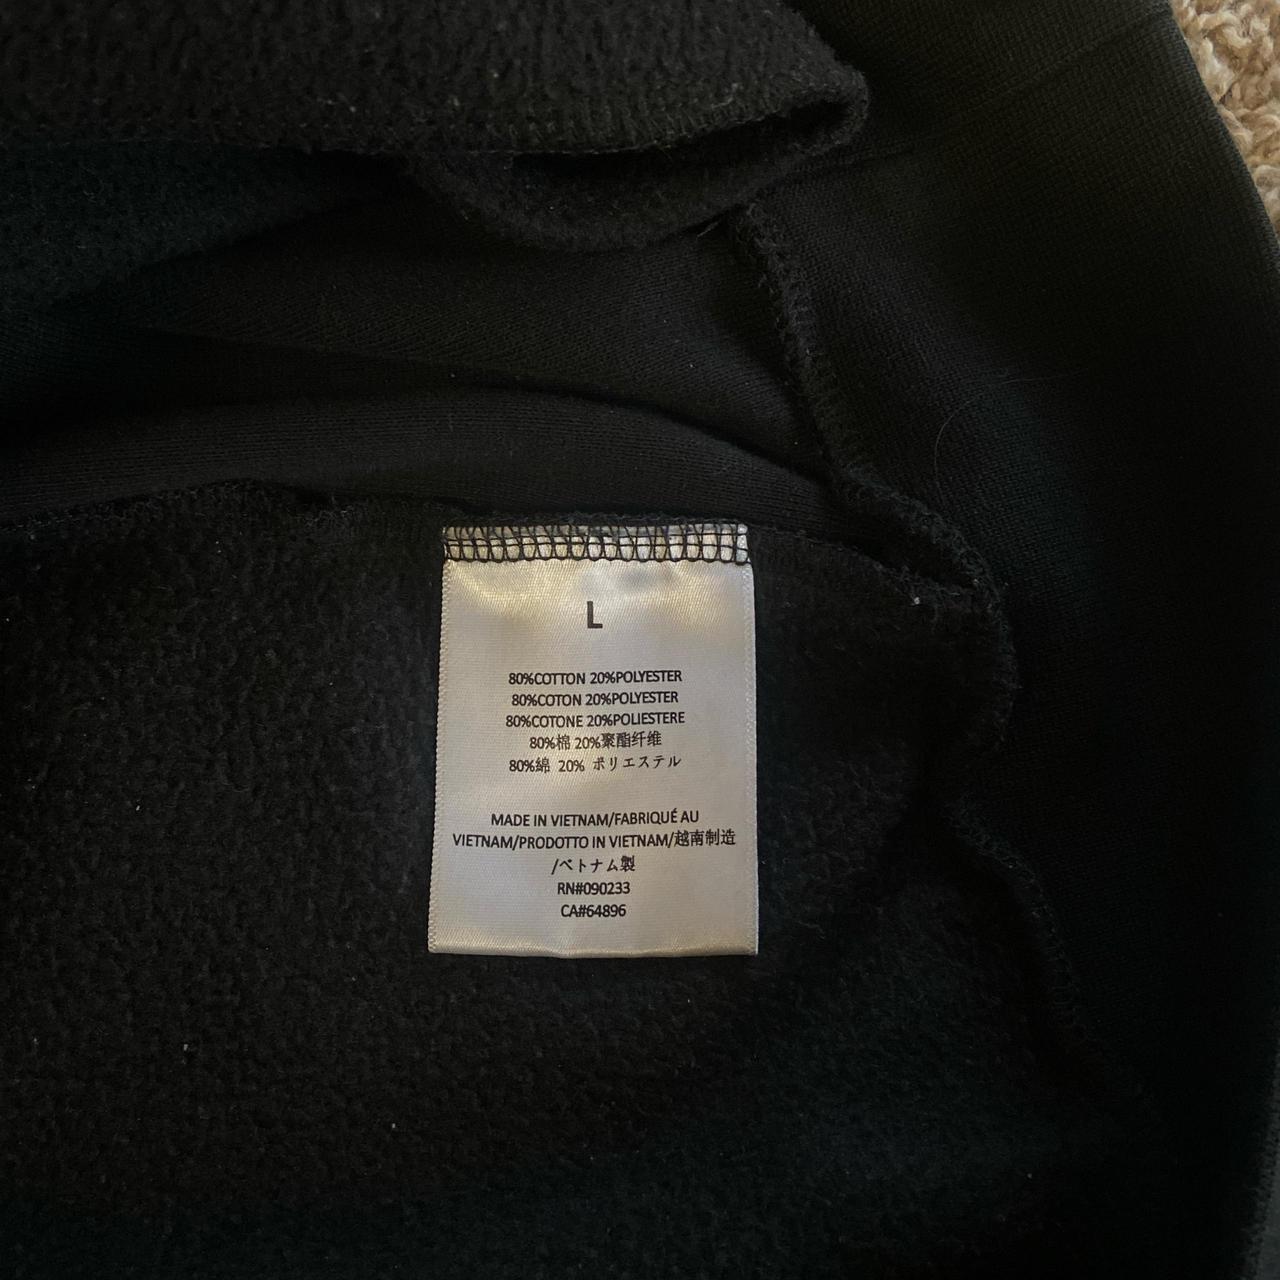 L
80%COTTON 20%POLYESTER
80%COTON 20%POLYESTER
80%COTONE 20%POLIESTERE
80%棉 20%聚酯纤维
80%綿 20% ポリエステル
MADE IN VIETNAM/FABRIQUÉ AU
VIETNAM/PRODOTTO IN VIETNAM/越南制造
/ベトナム製
RN#090233
CA#64896